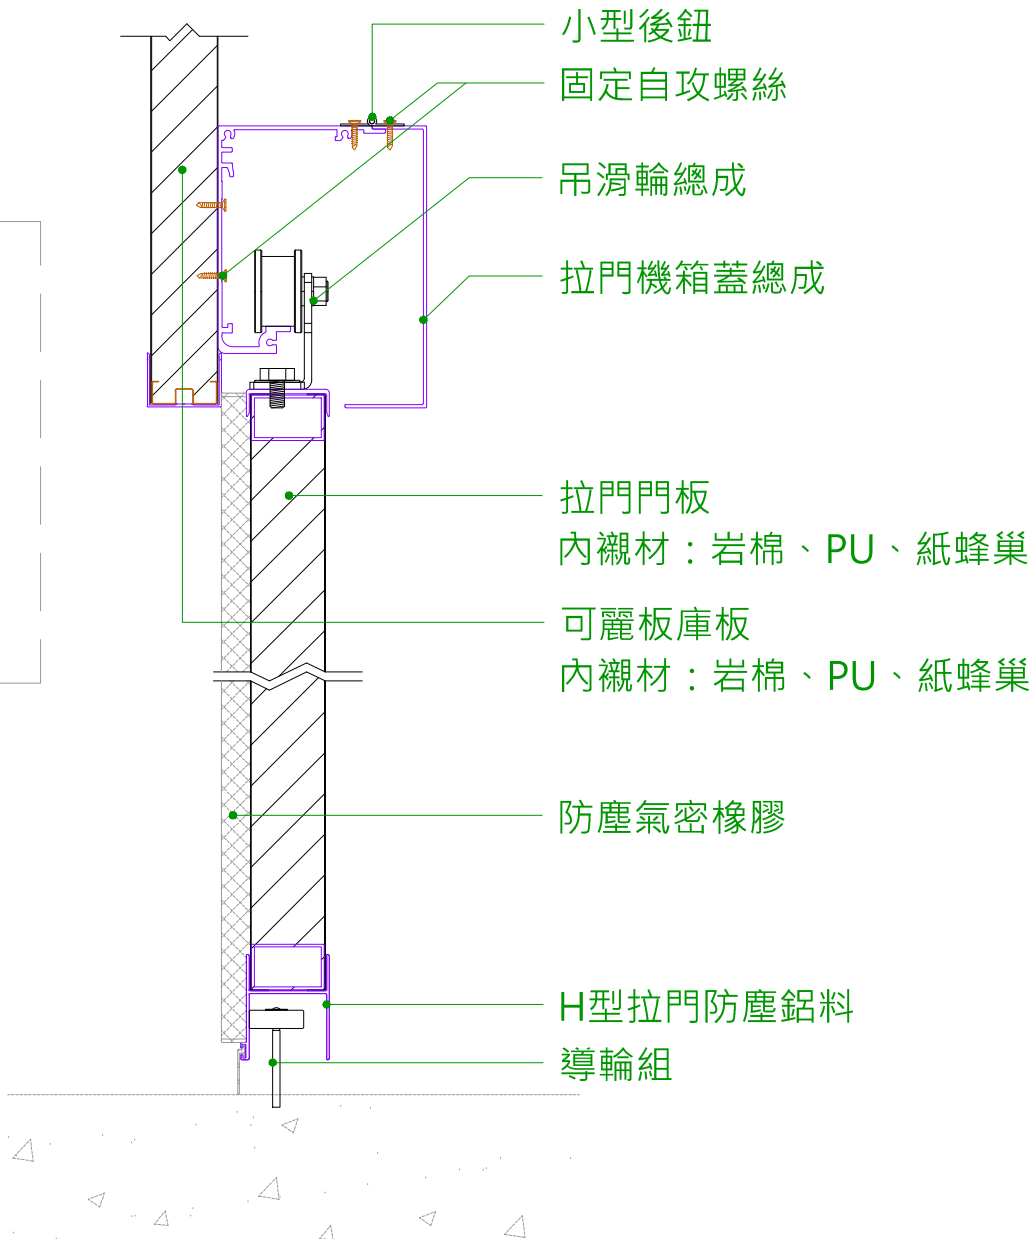 小型後鈕
固定自攻螺絲
吊滑輪總成
拉門機箱蓋總成
拉門門板
內襯材：岩棉、PU、紙蜂巢
可麗板庫板
內襯材：岩棉、PU、紙蜂巢
防塵氣密橡膠
H型拉門防塵鋁料
導輪組